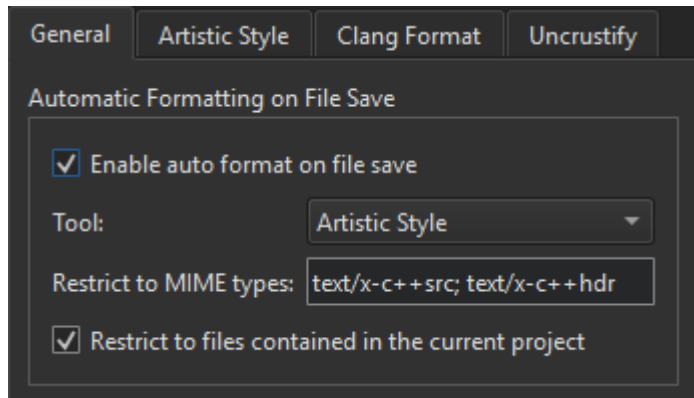 General Artistic Style Clang Format Uncrustify
Automatic Formatting on File Save
Enable auto format on file save
Tool: Artistic Style
Restrict to MIME types: text/x-c++src; text/x-c++hdr
Restrict to files contained in the current project